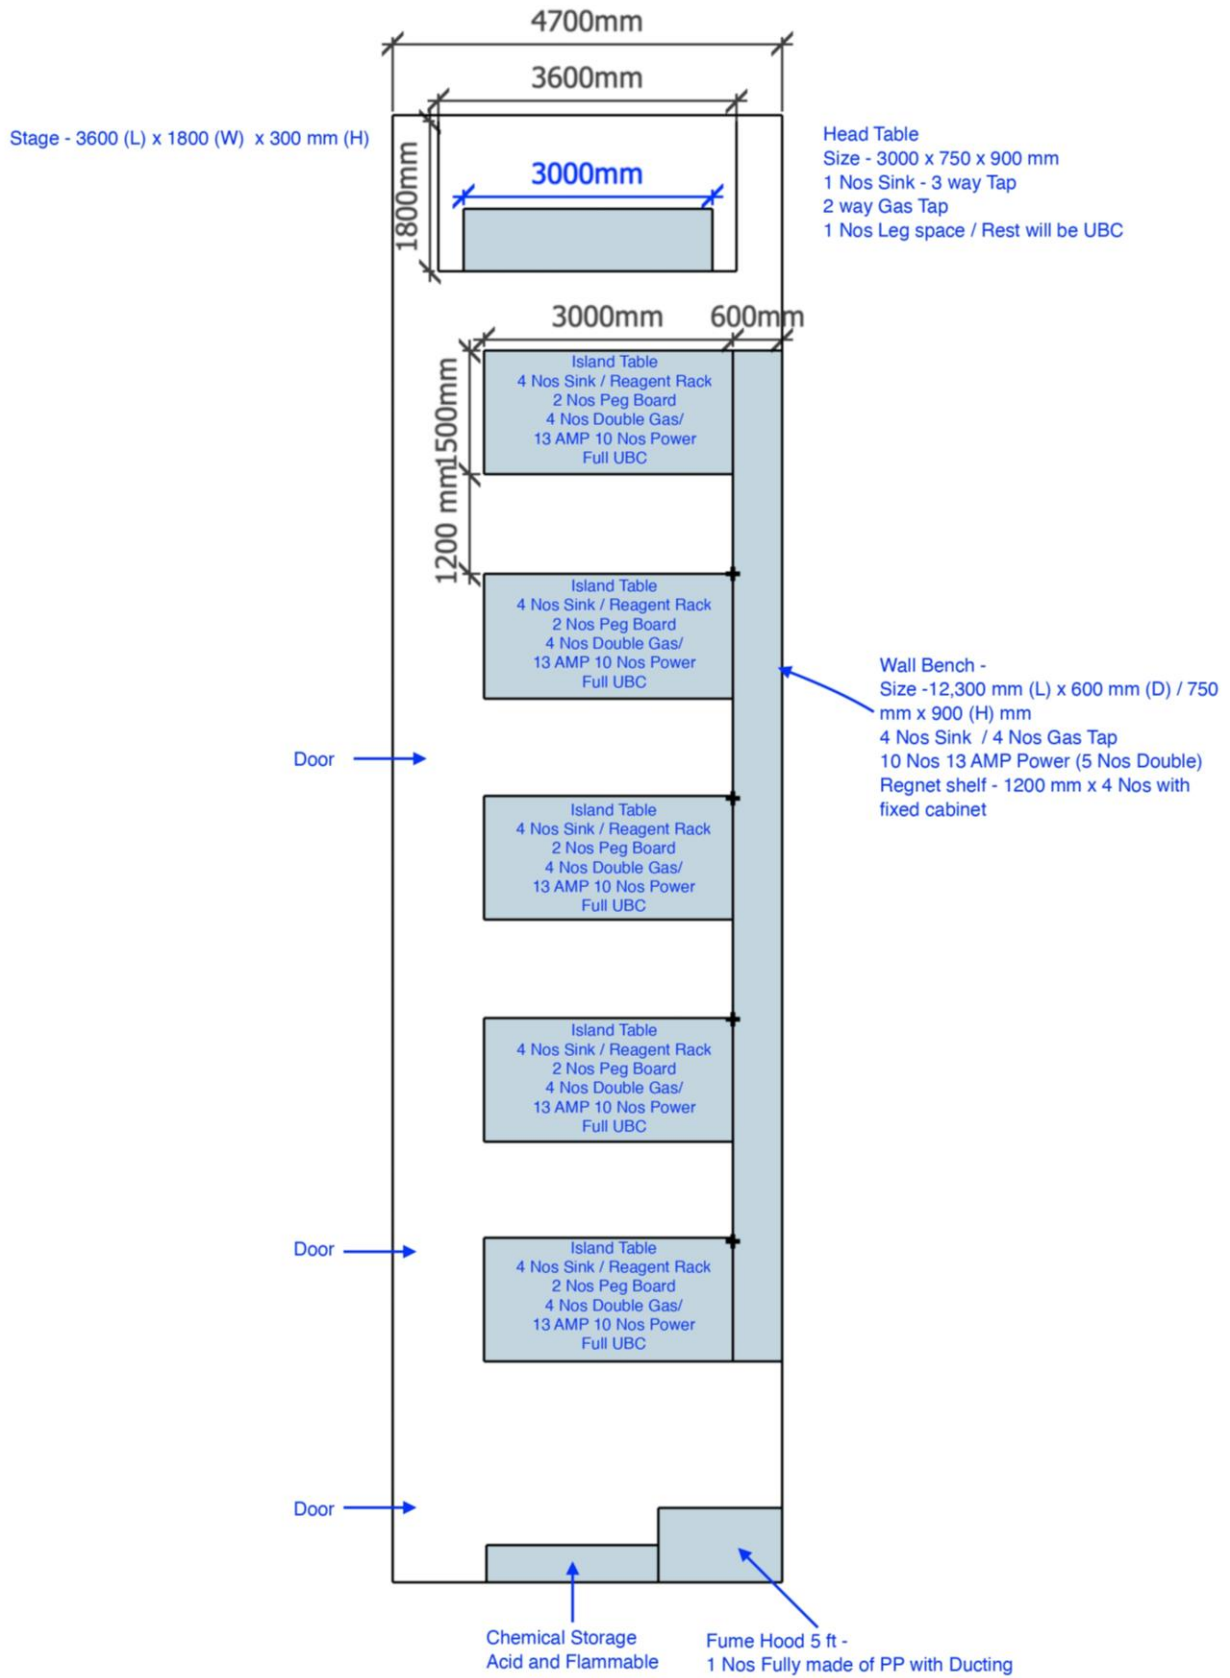 4700mm
3600mm
Stage - 3600 (L) x 1800 (W)  x 300 mm (H)
1800mm
3000mm
Head Table
Size - 3000 x 750 x 900 mm
1 Nos Sink - 3 way Tap
2 way Gas Tap
1 Nos Leg space / Rest will be UBC
3000mm
600mm
1500mm
1200 mm
Island Table
4 Nos Sink / Reagent Rack
2 Nos Peg Board
4 Nos Double Gas/
13 AMP 10 Nos Power
Full UBC
Island Table
4 Nos Sink / Reagent Rack
2 Nos Peg Board
4 Nos Double Gas/
13 AMP 10 Nos Power
Full UBC
Wall Bench -
Size -12,300 mm (L) x 600 mm (D) / 750
mm x 900 (H) mm
4 Nos Sink  / 4 Nos Gas Tap
10 Nos 13 AMP Power (5 Nos Double)
Regnet shelf - 1200 mm x 4 Nos with
fixed cabinet
Door
Island Table
4 Nos Sink / Reagent Rack
2 Nos Peg Board
4 Nos Double Gas/
13 AMP 10 Nos Power
Full UBC
Island Table
4 Nos Sink / Reagent Rack
2 Nos Peg Board
4 Nos Double Gas/
13 AMP 10 Nos Power
Full UBC
Door
Island Table
4 Nos Sink / Reagent Rack
2 Nos Peg Board
4 Nos Double Gas/
13 AMP 10 Nos Power
Full UBC
Door
Chemical Storage
Acid and Flammable
Fume Hood 5 ft -
1 Nos Fully made of PP with Ducting